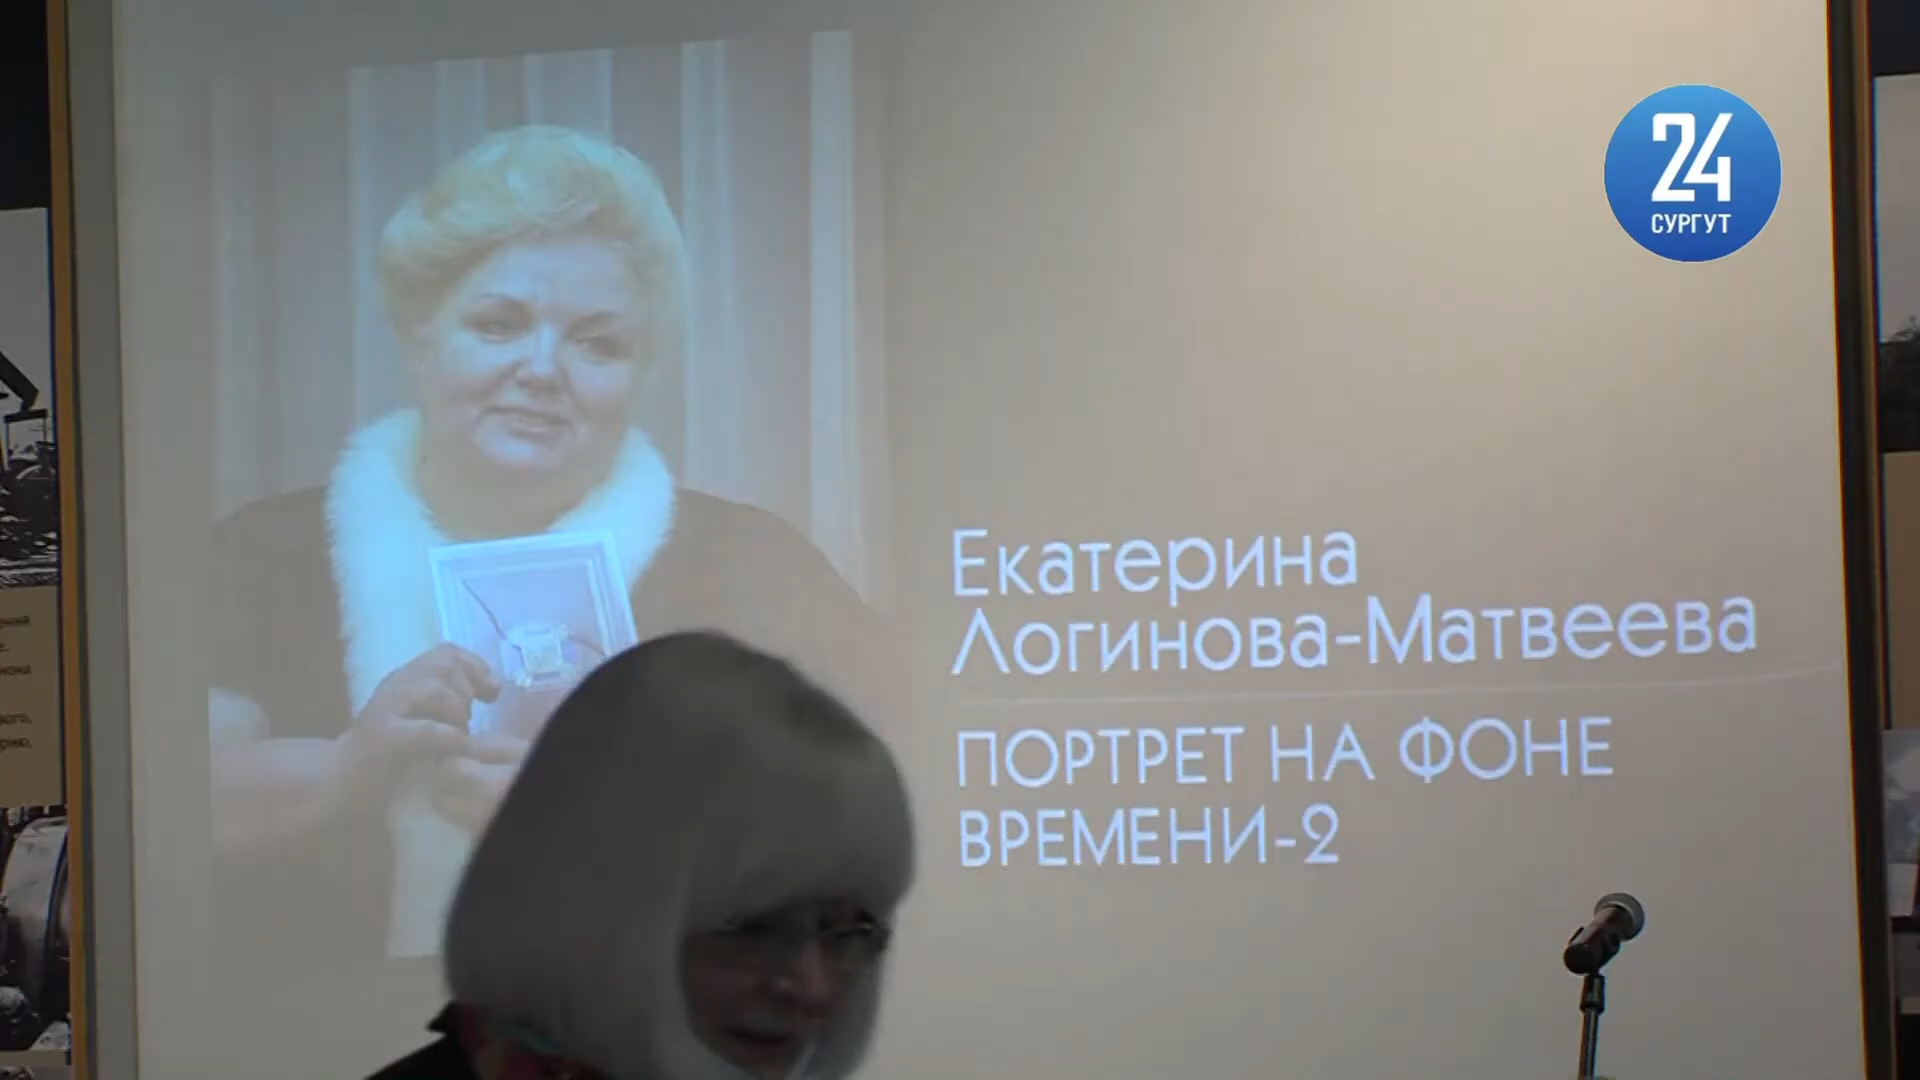 24
СУРГУТ
Екатерина
Логинова-Матвеева
ПОРТРЕТ НА ФОНЕ
ВРЕМЕНИ-2